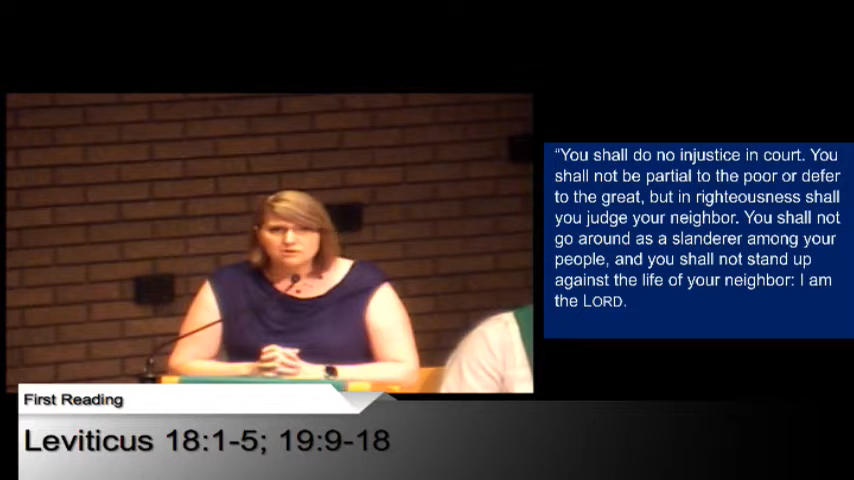 “You shall do no injustice in court. You
shall not be partial to the poor or defer
to the great, but in righteousness shall
you judge your neighbor. You shall not
go around as a slanderer among your
people, and you shall not stand up
against the life of your neighbor: I am
the LORD.
First Reading
Leviticus 18:1-5; 19:9-18